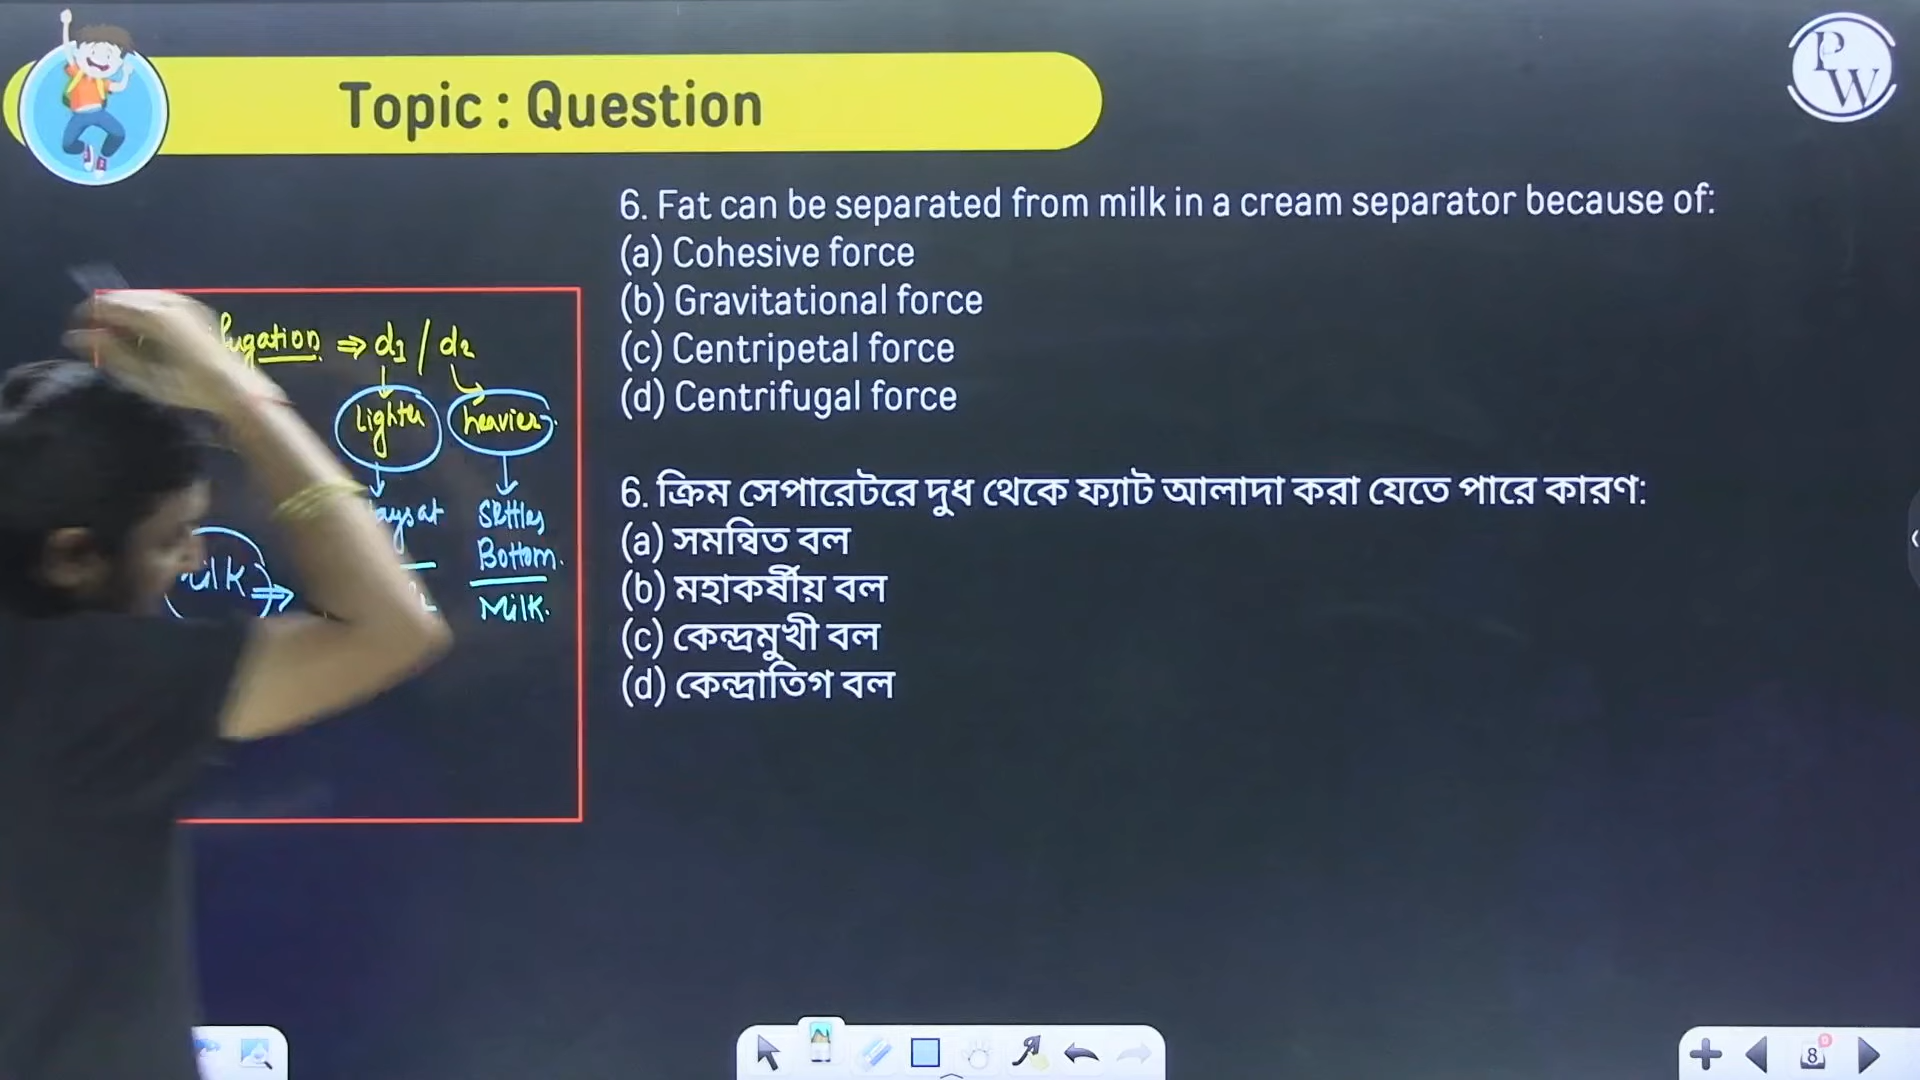 Topic : Question
PW
6. Fat can be separated from milk in a cream separator because of:
(a) Cohesive force
(b) Gravitational force
(c) Centripetal force
(d) Centrifugal force
6. ক্রিম সেপারেটরে দুধ থেকে ফ্যাট আলাদা করা যেতে পারে কারণ:
(a) সমন্বিত বল
(b) মহাকর্ষীয় বল
(c) কেন্দ্রমুখী বল
(d) কেন্দ্রাতিগ বল
⇒ d1 / d2
lighter heavier
at settles
Bottom.
⇒ Milk.
8